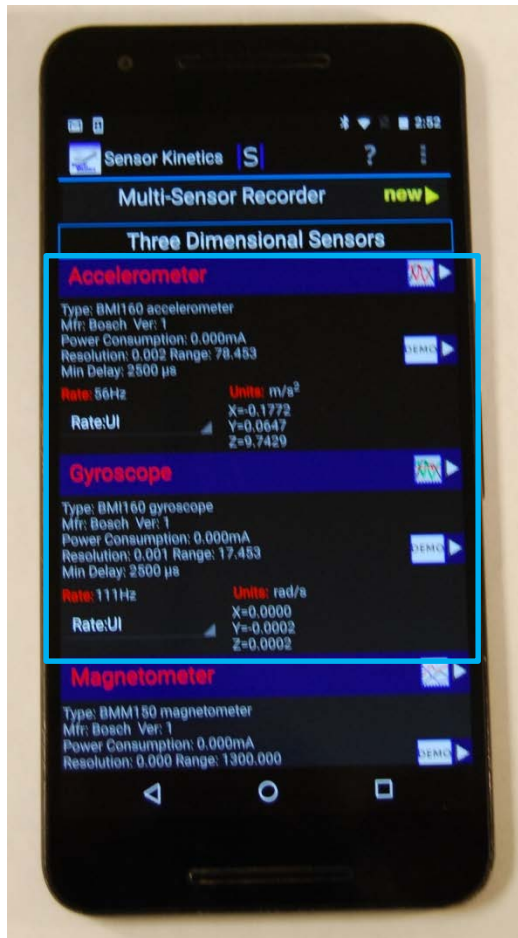 2:52
Sensor Kinetics |S| ?
Multi-Sensor Recorder new
Three Dimensional Sensors
Accelerometer
Type: BMI160 accelerometer
Mfr: Bosch Ver: 1
Power Consumption: 0.000mA
Resolution: 0.002 Range: 78.453
Min Delay: 2500 µs
DEMO
Rate: 56Hz Units: m/s²
Rate:UI
X=-0.1772
Y=0.0647
Z=9.7429
Gyroscope
Type: BMI160 gyroscope
Mfr: Bosch Ver: 1
Power Consumption: 0.000mA
Resolution: 0.001 Range: 17.453
Min Delay: 2500 µs
DEMO
Rate: 111Hz Units: rad/s
Rate:UI
X=0.0000
Y=-0.0002
Z=0.0002
Magnetometer
Type: BMM150 magnetometer
Mfr: Bosch Ver: 1
Power Consumption: 0.000mA
Resolution: 0.000 Range: 1300.000
DEMO